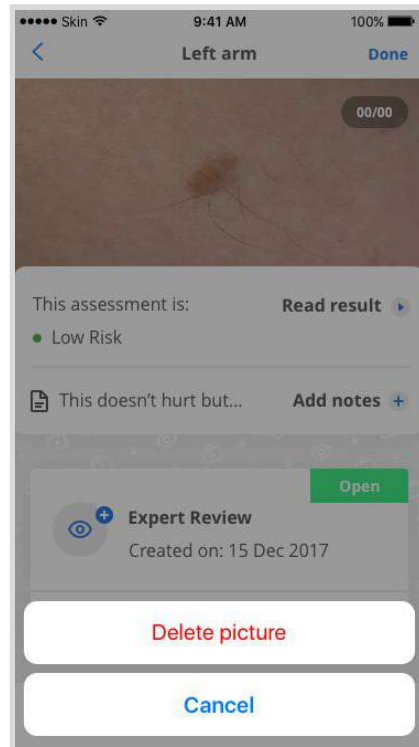 ●●●●● Skin 9:41 AM 100%
Left arm Done
00/00
This assessment is: Read result
Low Risk
This doesn't hurt but... Add notes +
Open
Expert Review
Created on: 15 Dec 2017
Delete picture
Cancel